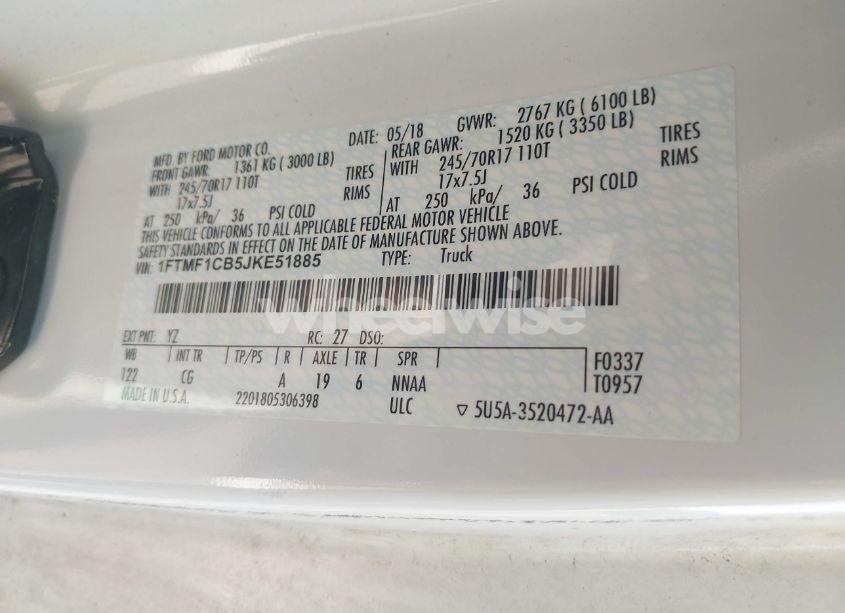 MFD. BY FORD MOTOR CO. DATE: 05/18 GVWR: 2767 KG ( 6100 LB)
FRONT GAWR: 1361 KG ( 3000 LB) REAR GAWR: 1520 KG ( 3350 LB)
WITH 245/70R17 110T TIRES WITH 245/70R17 110T TIRES
17x7.5J RIMS 17x7.5J RIMS
AT 250 kPa/ 36 PSI COLD AT 250 kPa/ 36 PSI COLD
THIS VEHICLE CONFORMS TO ALL APPLICABLE FEDERAL MOTOR VEHICLE
SAFETY STANDARDS IN EFFECT ON THE DATE OF MANUFACTURE SHOWN ABOVE.
VIN: 1FTMF1CB5JKE51885 TYPE: Truck
wheelwise
EXT PNT: YZ RC: 27 DSO:
WB INT TR TP/PS R AXLE TR SPR F0337
122 CG A 19 6 NNAA T0957
MADE IN U.S.A. 2201805306398 ULC ▽ 5U5A-3520472-AA